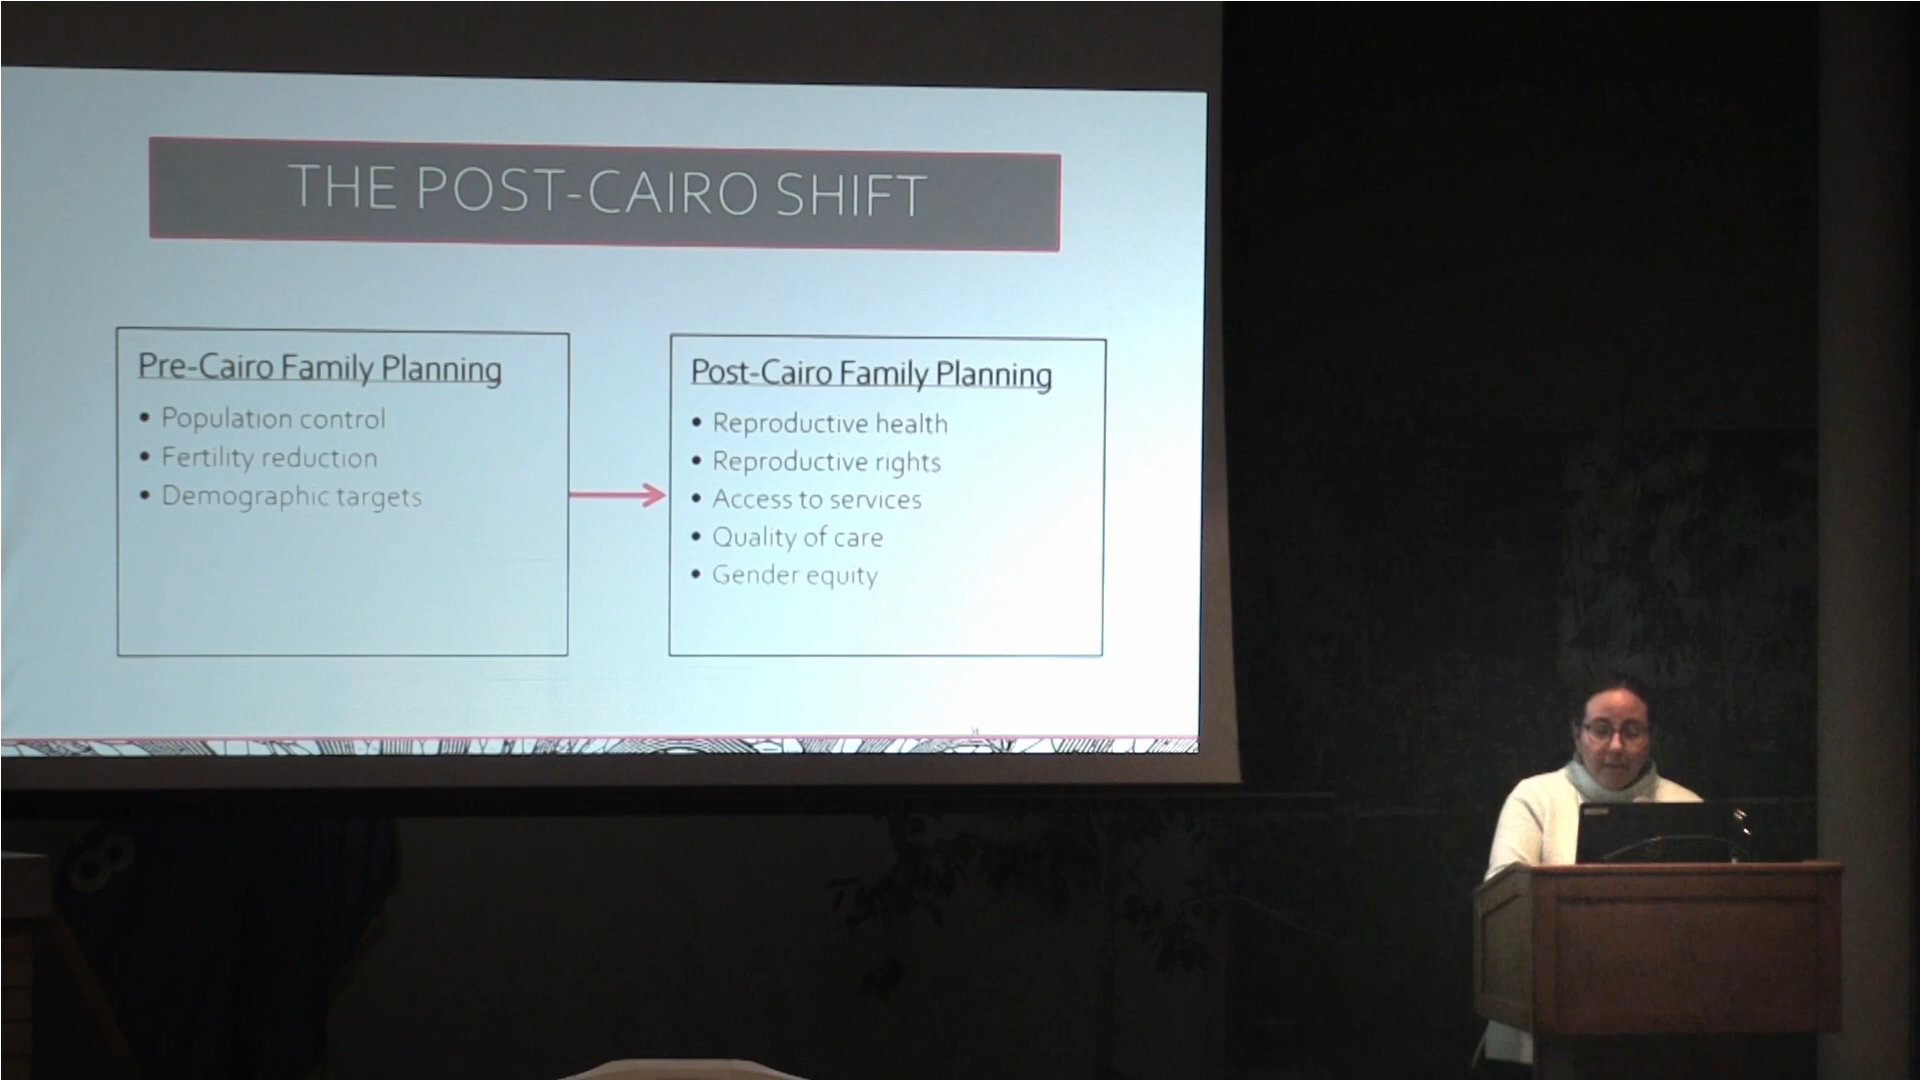 THE POST-CAIRO SHIFT
Pre-Cairo Family Planning
• Population control
• Fertility reduction
• Demographic targets
Post-Cairo Family Planning
• Reproductive health
• Reproductive rights
• Access to services
• Quality of care
• Gender equity